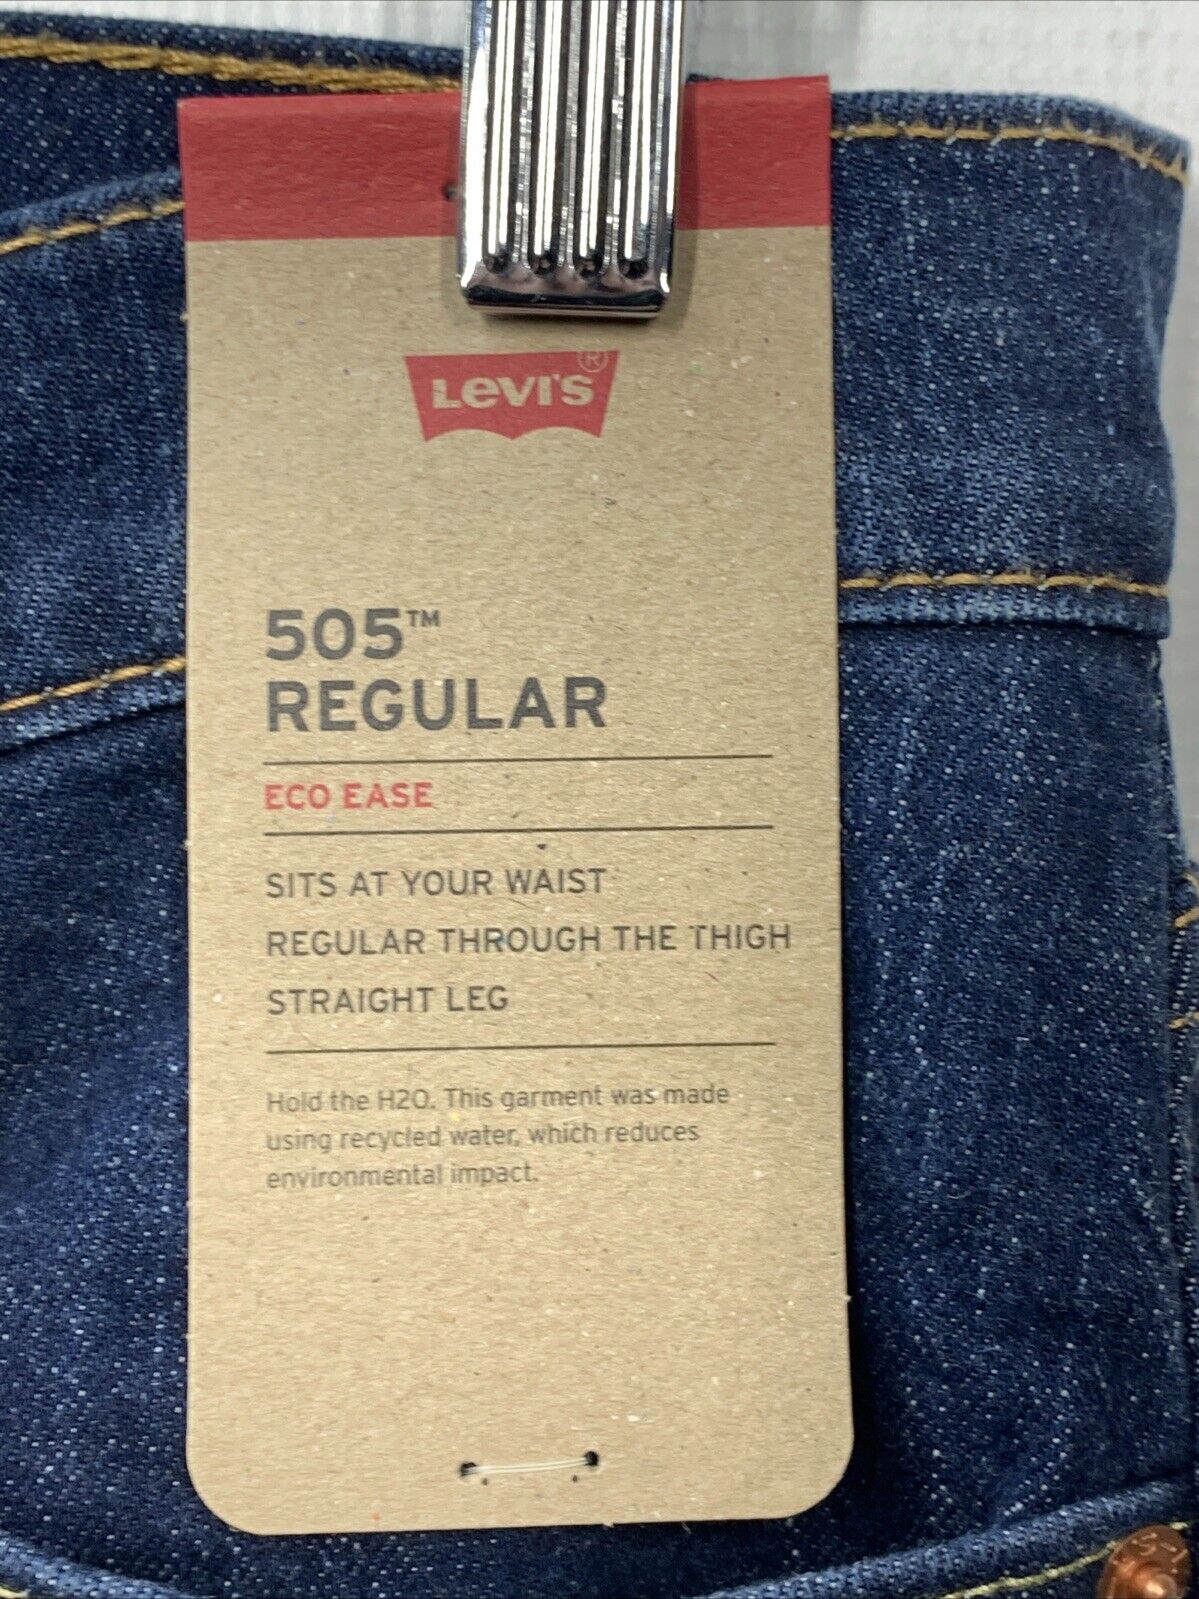 LEVI'S®
505™
REGULAR
ECO EASE
SITS AT YOUR WAIST
REGULAR THROUGH THE THIGH
STRAIGHT LEG
Hold the H2O. This garment was made
using recycled water, which reduces
environmental impact.